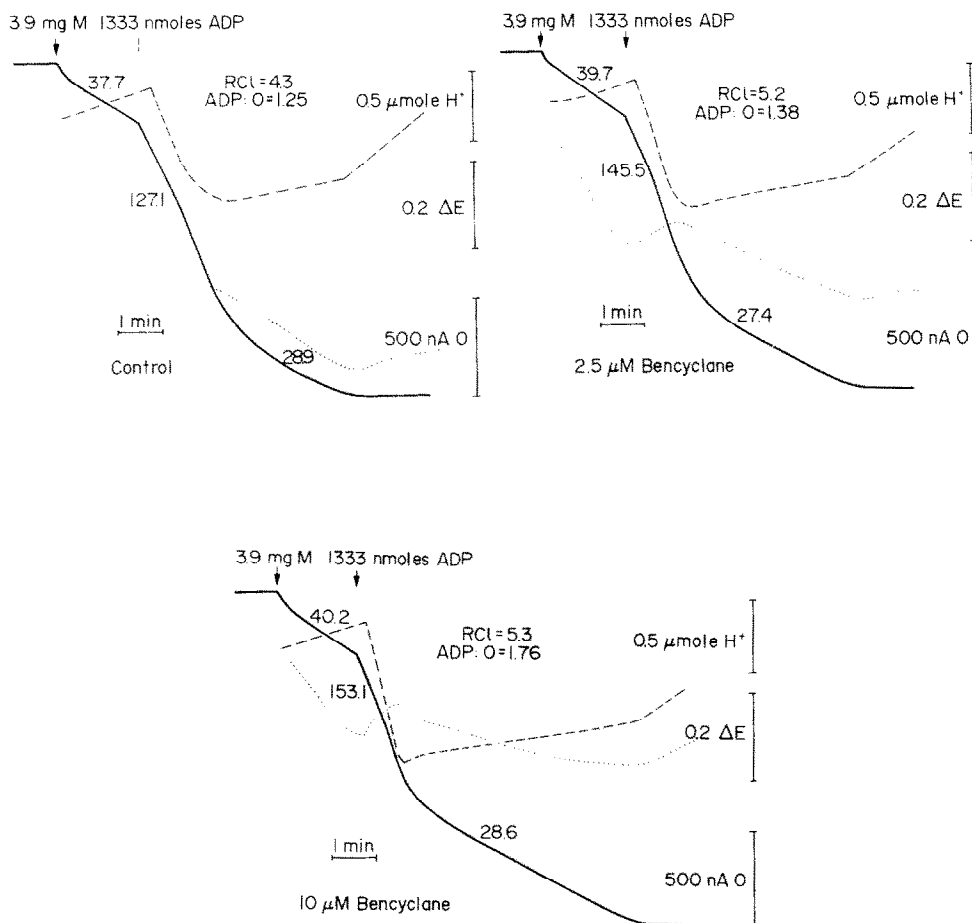 3.9 mg M 1333 nmoles ADP
37.7
RCI=4.3
ADP: O=1.25
0.5 μmole H⁺
127.1
0.2 ΔE
1 min
28.9
500 nA O
Control
3.9 mg M 1333 nmoles ADP
39.7
RCI=5.2
ADP: O=1.38
0.5 μmole H⁺
145.5
0.2 ΔE
1 min
27.4
500 nA O
2.5 μM Bencyclane
3.9 mg M 1333 nmoles ADP
40.2
RCI=5.3
ADP: O=1.76
0.5 μmole H⁺
153.1
0.2 ΔE
1 min
28.6
500 nA O
10 μM Bencyclane